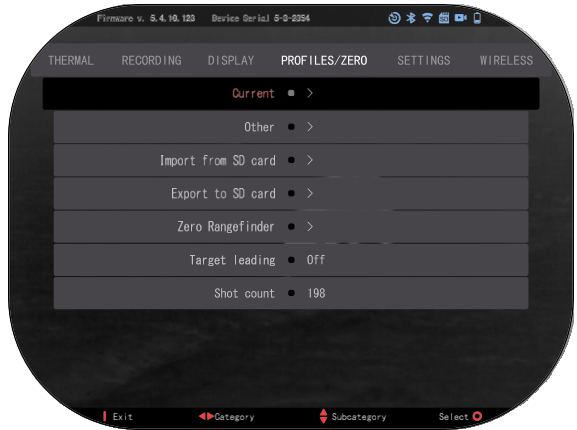 Firmware v. 5.4.10.123 Device Serial 5-0-2354
THERMAL RECORDING DISPLAY PROFILES/ZERO SETTINGS WIRELESS
Current >
Other >
Import from SD card >
Export to SD card >
Zero Rangefinder >
Target leading Off
Shot count 198
Exit Category Subcategory Select